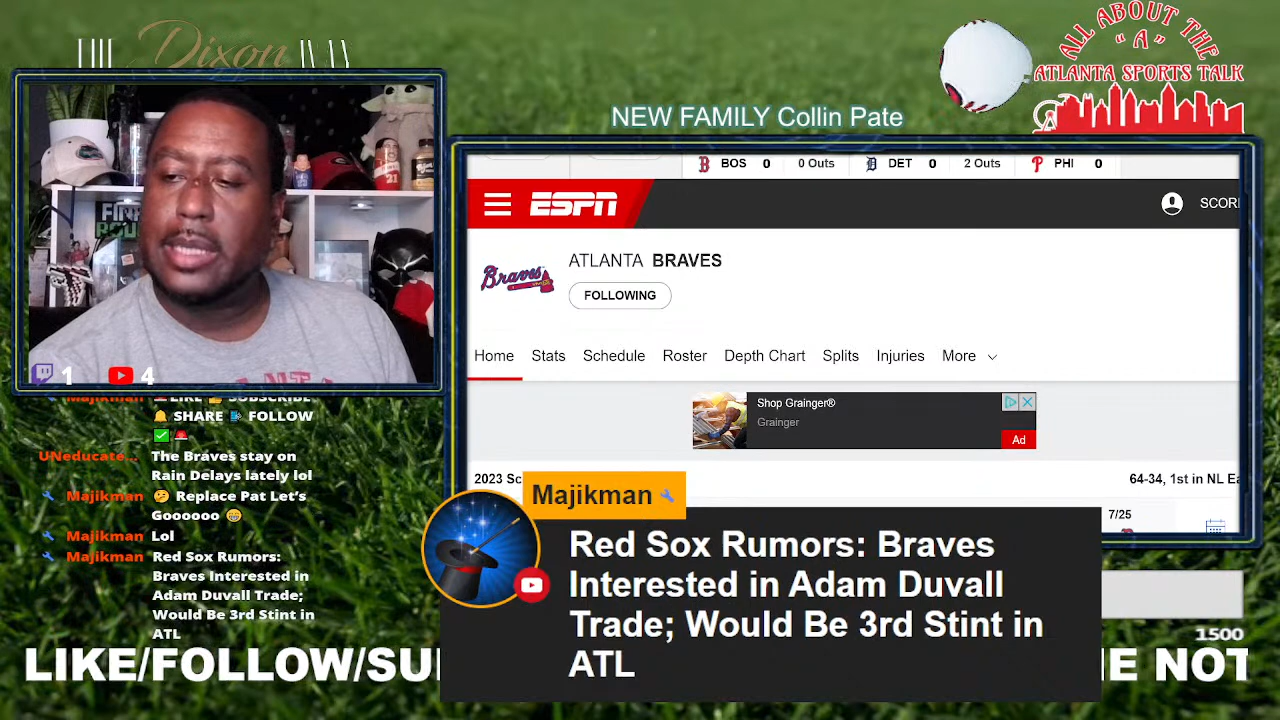 Dixon
ALL ABOUT THE
"A"
ATLANTA SPORTS TALK
NEW FAMILY Collin Pate
BOS 0 0 Outs DET 0 2 Outs PHI 0
ESPN
ATLANTA BRAVES
Braves
FOLLOWING
Home Stats Schedule Roster Depth Chart Splits Injuries More
Shop Grainger®
Grainger
Ad
64-34, 1st in NL
7/25
21
1 4
Majikman LIKE SUBSCRIBE
🔔 SHARE FOLLOW
✅ 🚨
UNeducate... The Braves stay on
Rain Delays lately lol
Majikman 🤔 Replace Pat Let's
Goooooo 😁
Majikman Lol
Majikman Red Sox Rumors:
Braves Interested in
Adam Duvall Trade;
Would Be 3rd Stint in
ATL
Majikman
Red Sox Rumors: Braves
Interested in Adam Duvall
Trade; Would Be 3rd Stint in
ATL
1500
LIKE/FOLLOW/SU
NOT